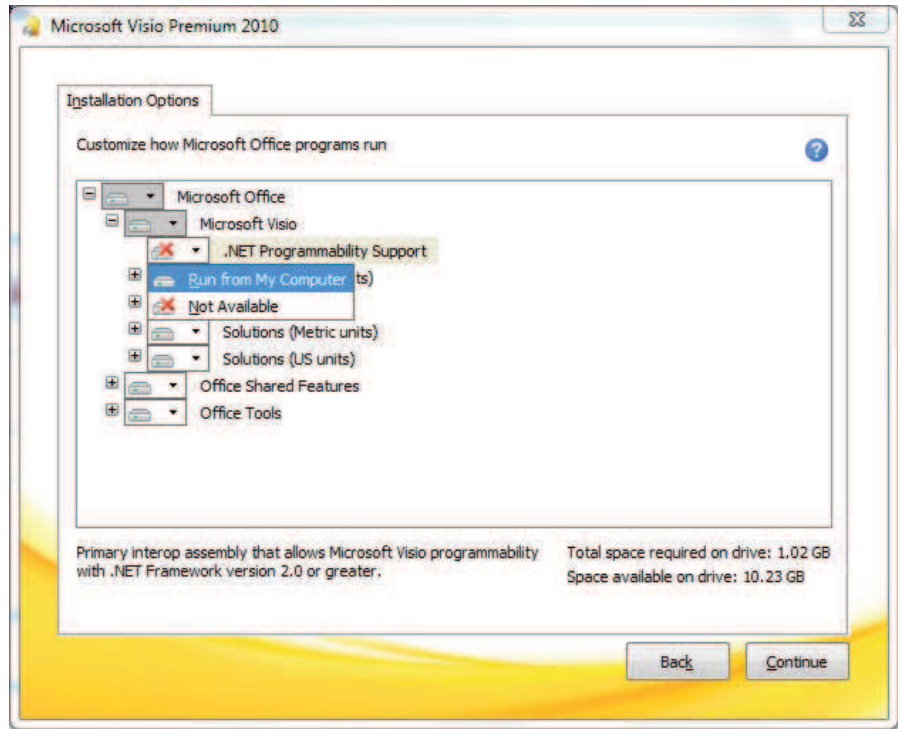 Microsoft Visio Premium 2010
Installation Options
Customize how Microsoft Office programs run
Microsoft Office
Microsoft Visio
.NET Programmability Support
Run from My Computer ts)
Not Available
Solutions (Metric units)
Solutions (US units)
Office Shared Features
Office Tools
Primary interop assembly that allows Microsoft Visio programmability
with .NET Framework version 2.0 or greater.
Total space required on drive: 1.02 GB
Space available on drive: 10.23 GB
Back
Continue